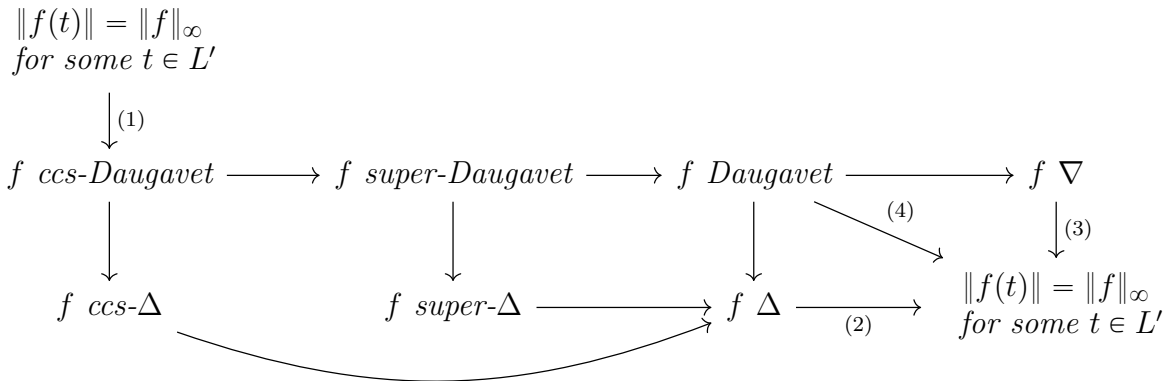 ‖f(t)‖ = ‖f‖∞
for some t ∈ L′
(1)
f ccs-Daugavet f super-Daugavet f Daugavet f ∇
(4) (3)
‖f(t)‖ = ‖f‖∞
f ccs-Δ f super-Δ f Δ (2) for some t ∈ L′